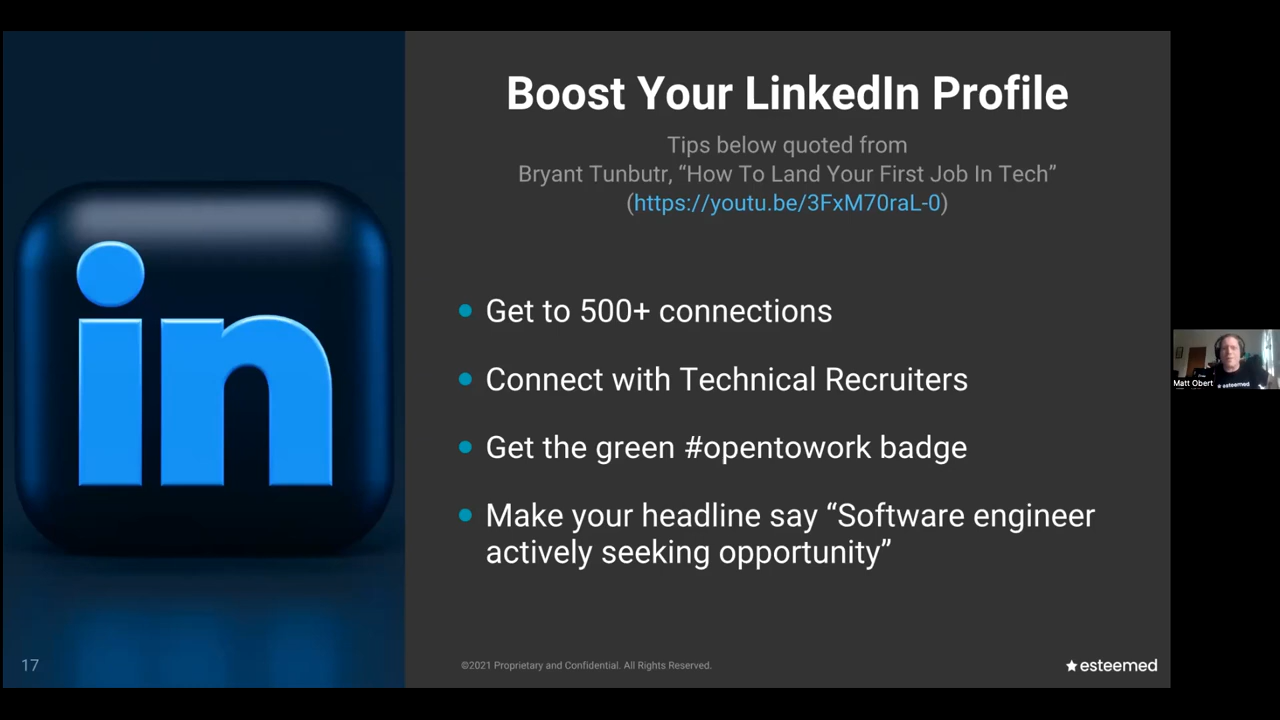 Boost Your LinkedIn Profile
Tips below quoted from
Bryant Tunbutr, “How To Land Your First Job In Tech”
(https://youtu.be/3FxM70raL-0)
in
• Get to 500+ connections
• Connect with Technical Recruiters
• Get the green #opentowork badge
• Make your headline say “Software engineer
actively seeking opportunity”
17
©2021 Proprietary and Confidential. All Rights Reserved.
★ esteemed
Matt Obert
★ esteemed